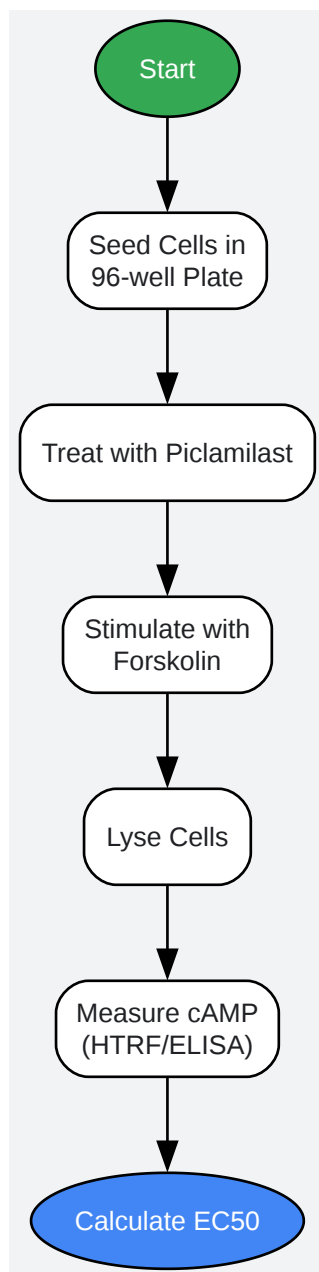 Start
Seed Cells in
96-well Plate
Treat with Piclamilast
Stimulate with
Forskolin
Lyse Cells
Measure cAMP
(HTRF/ELISA)
Calculate EC50